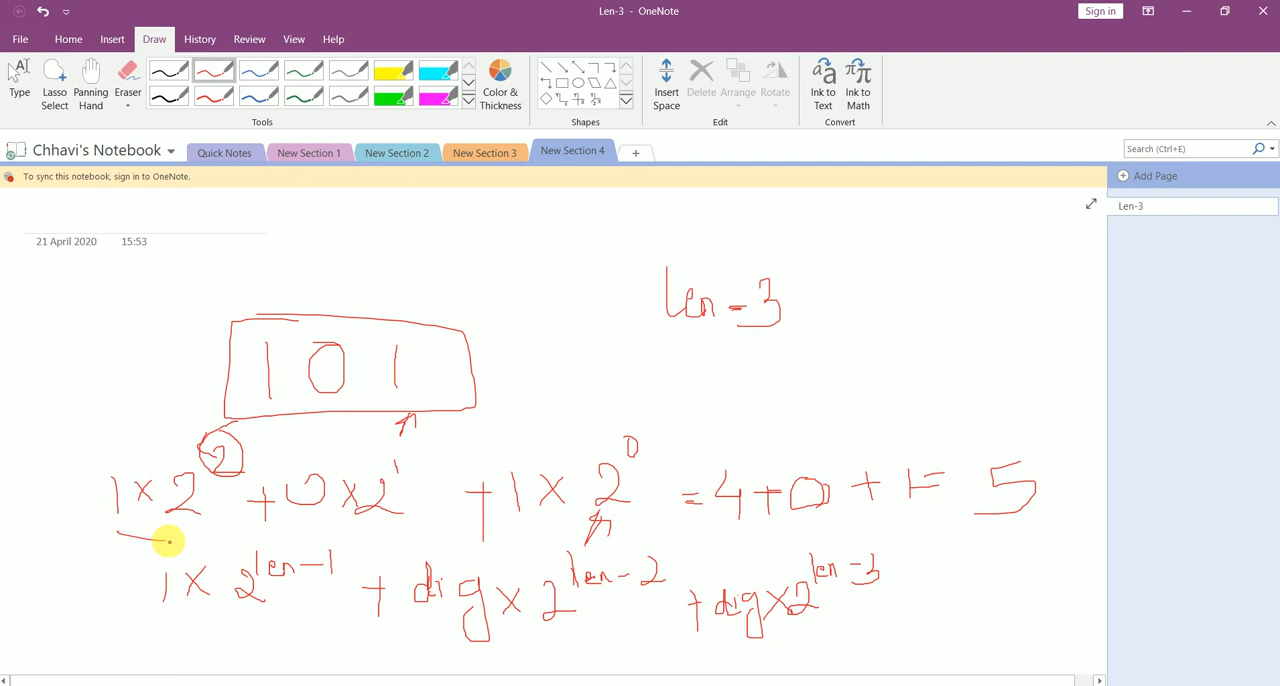 Len-3 - OneNote
Sign in
File Home Insert Draw History Review View Help
Type
Lasso Select
Panning Hand
Eraser
Color & Thickness
Insert Space
Delete
Arrange
Rotate
Ink to Text
Ink to Math
Tools
Shapes
Edit
Convert
Chhavi's Notebook
Quick Notes
New Section 1
New Section 2
New Section 3
New Section 4
+
Search (Ctrl+E)
To sync this notebook, sign in to OneNote.
Add Page
Len-3
21 April 2020 15:53
len = 3
1 0 1
1 × 2^2 + 0 × 2^1 + 1 × 2^0 = 4 + 0 + 1 = 5
1 × 2^len-1 + dig × 2^len-2 + dig × 2^len-3